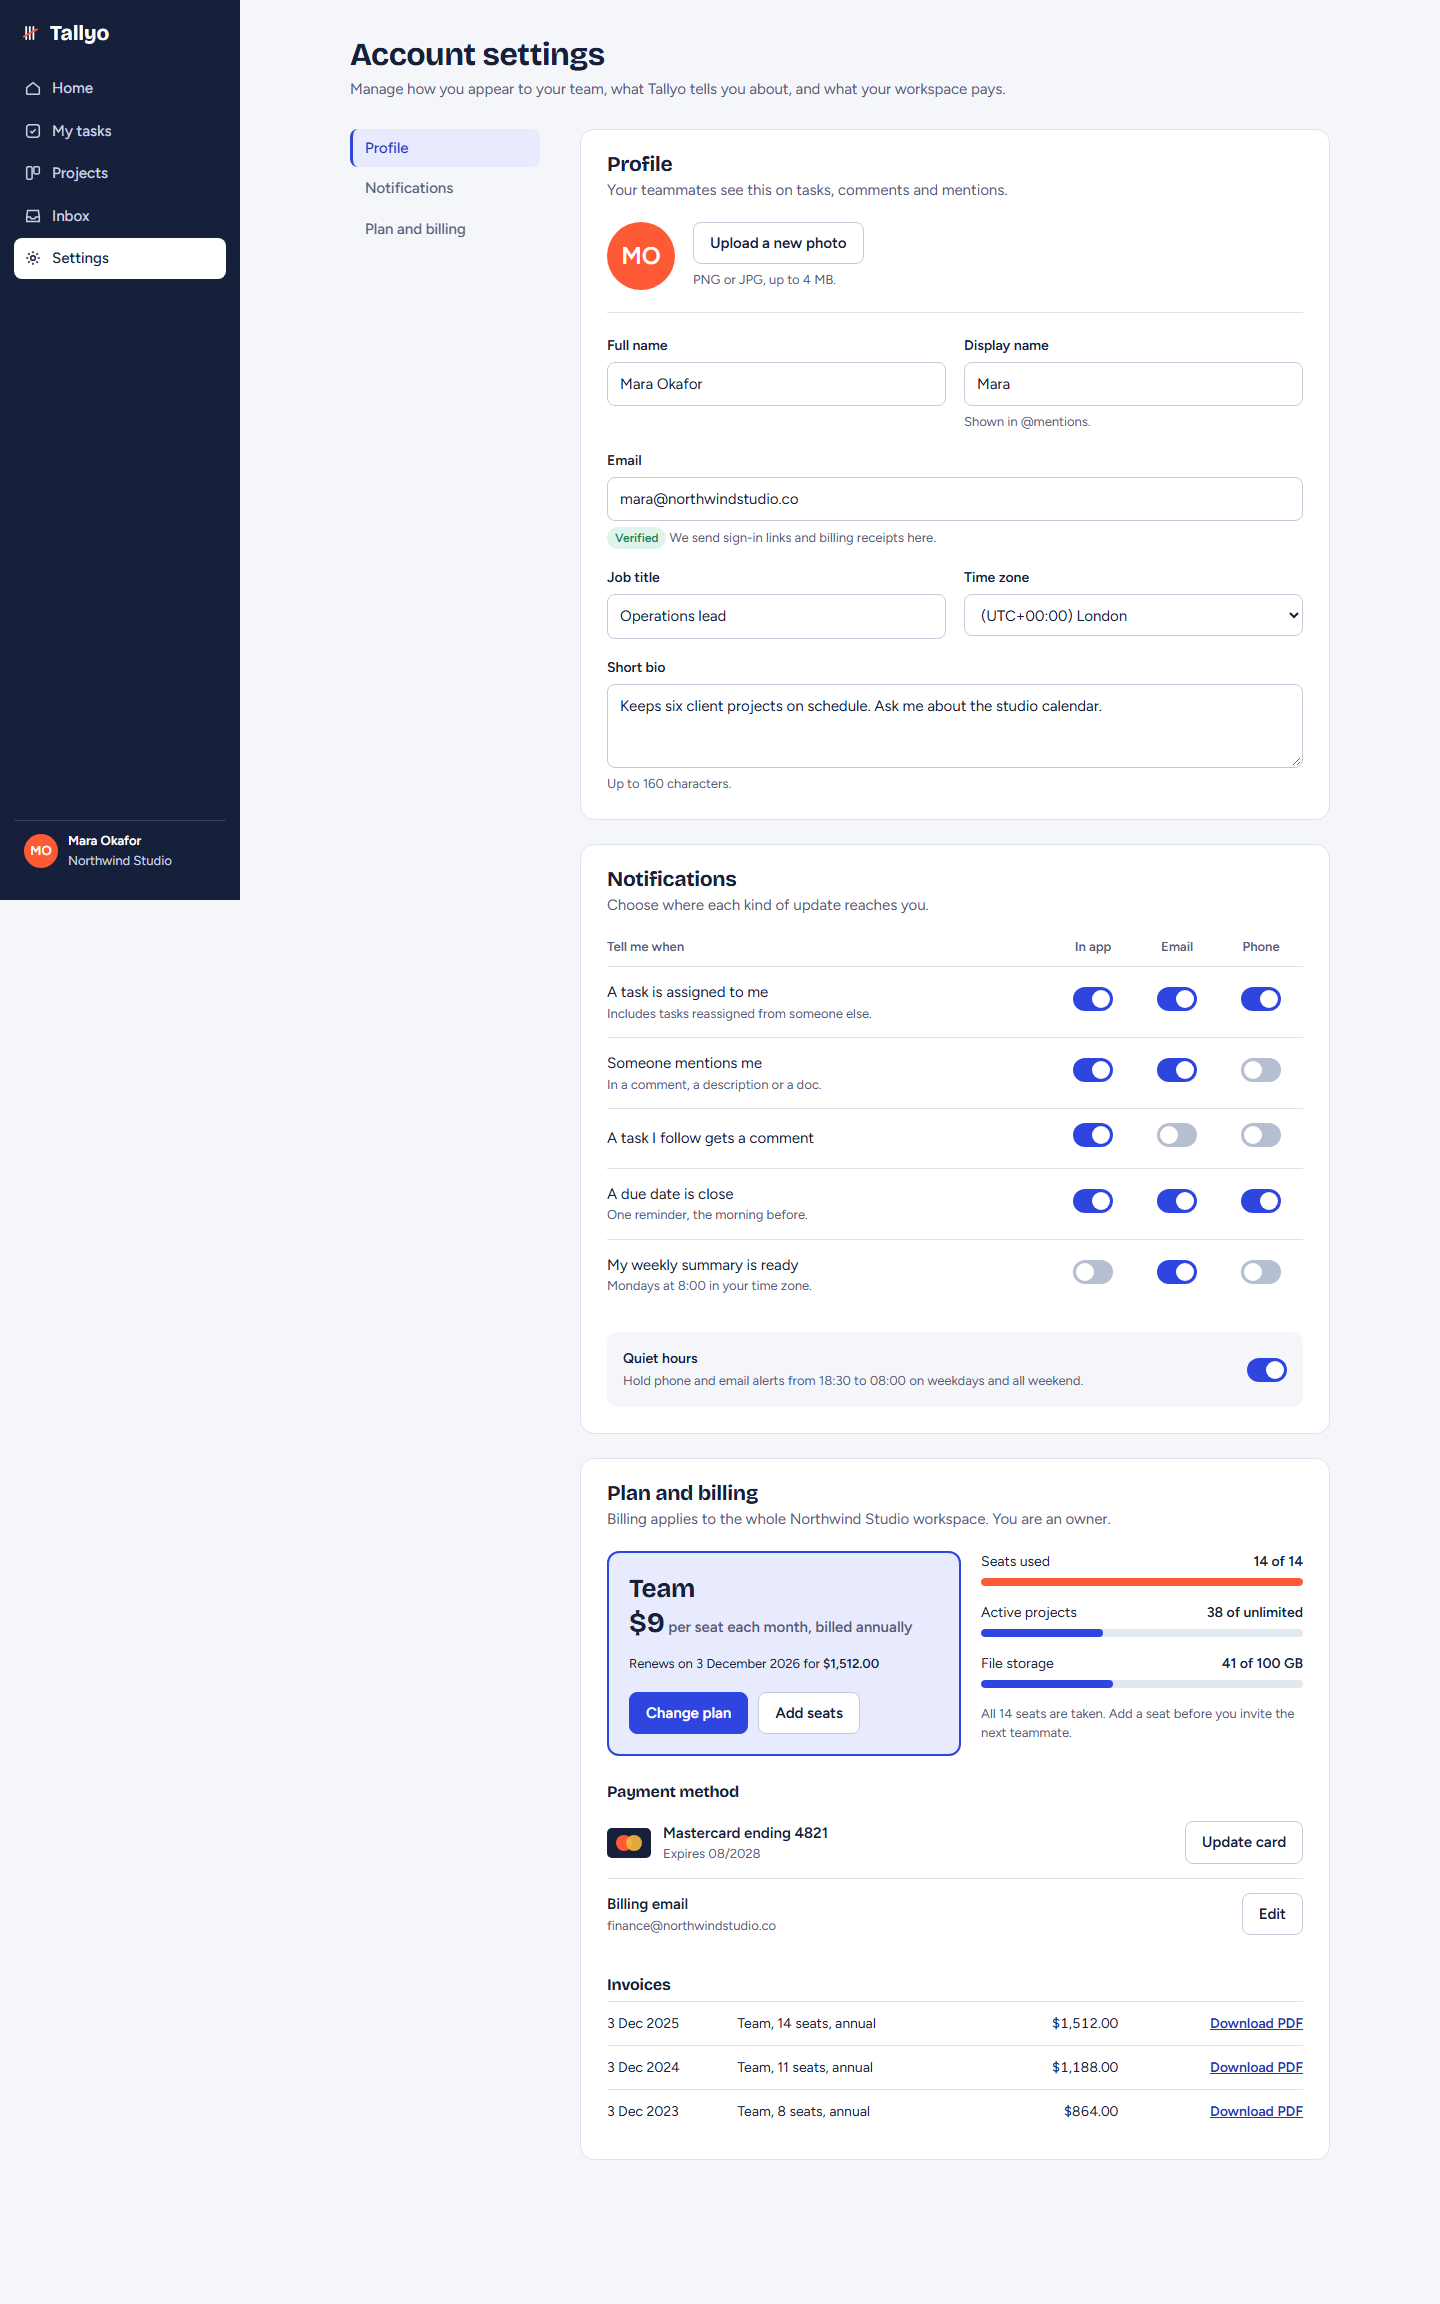 Tallyo
Home
My tasks
Projects
Inbox
Settings
MO
Mara Okafor
Northwind Studio
Account settings
Manage how you appear to your team, what Tallyo tells you about, and what your workspace pays.
Profile
Notifications
Plan and billing
Profile
Your teammates see this on tasks, comments and mentions.
MO
Upload a new photo
PNG or JPG, up to 4 MB.
Full name
Display name
Mara Okafor
Mara
Shown in @mentions.
Email
mara@northwindstudio.co
Verified We send sign-in links and billing receipts here.
Job title
Time zone
Operations lead
(UTC+00:00) London
Short bio
Keeps six client projects on schedule. Ask me about the studio calendar.
Up to 160 characters.
Notifications
Choose where each kind of update reaches you.
Tell me when In app Email Phone
A task is assigned to me
Includes tasks reassigned from someone else.
Someone mentions me
In a comment, a description or a doc.
A task I follow gets a comment
A due date is close
One reminder, the morning before.
My weekly summary is ready
Mondays at 8:00 in your time zone.
Quiet hours
Hold phone and email alerts from 18:30 to 08:00 on weekdays and all weekend.
Plan and billing
Billing applies to the whole Northwind Studio workspace. You are an owner.
Team
$9 per seat each month, billed annually
Renews on 3 December 2026 for $1,512.00
Change plan
Add seats
Seats used 14 of 14
Active projects 38 of unlimited
File storage 41 of 100 GB
All 14 seats are taken. Add a seat before you invite the
next teammate.
Payment method
Mastercard ending 4821
Expires 08/2028
Update card
Billing email
finance@northwindstudio.co
Edit
Invoices
3 Dec 2025 Team, 14 seats, annual $1,512.00 Download PDF
3 Dec 2024 Team, 11 seats, annual $1,188.00 Download PDF
3 Dec 2023 Team, 8 seats, annual $864.00 Download PDF